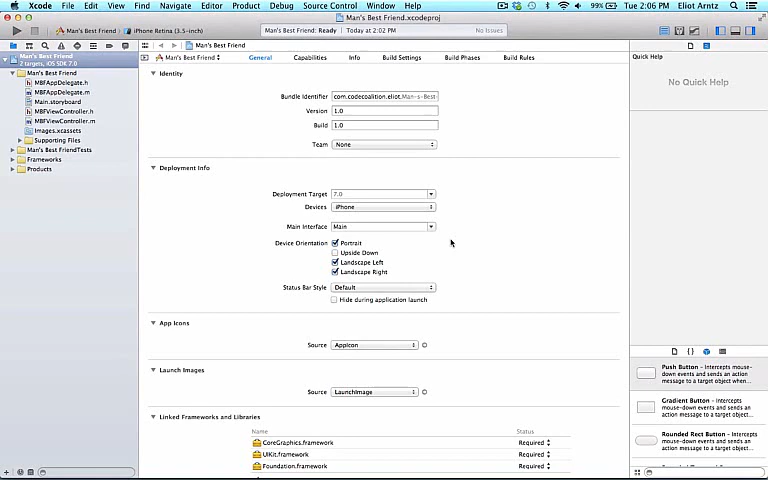 Xcode File Edit View Find Navigate Editor Product Debug Source Control Window Help 99% Tue 2:06 PM Eliot Arntz
Man's Best Friend.xcodeproj
Man's Best Friend iPhone Retina (3.5-inch) Man's Best Friend: Ready Today at 2:02 PM No Issues
Man's Best Friend
Man's Best Friend
2 targets, iOS SDK 7.0
Man's Best Friend
MBFAppDelegate.h
MBFAppDelegate.m
Main.storyboard
MBFViewController.h
MBFViewController.m
Images.xcassets
Supporting Files
Man's Best FriendTests
Frameworks
Products
Man's Best Friend General Capabilities Info Build Settings Build Phases Build Rules
Identity
Bundle Identifier com.codecoalition.eliot.Man-s-Best-
Version 1.0
Build 1.0
Team None
Deployment Info
Deployment Target 7.0
Devices iPhone
Main Interface Main
Device Orientation Portrait
Upside Down
Landscape Left
Landscape Right
Status Bar Style Default
Hide during application launch
App Icons
Source AppIcon
Launch Images
Source LaunchImage
Linked Frameworks and Libraries
Name Status
CoreGraphics.framework Required
UIKit.framework Required
Foundation.framework Required
Quick Help
No Quick Help
Push Button - Intercepts mouse-
down events and sends an action
message to a target object when...
Gradient Button - Intercepts
mouse-down events and sends an
action message to a target object...
Rounded Rect Button - Intercepts
mouse-down events and sends an
action message to a target object...